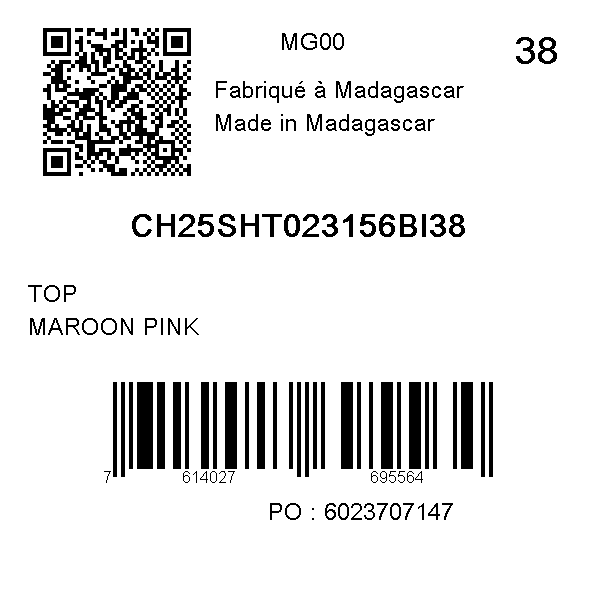 MG00
38
Fabriqué à Madagascar
Made in Madagascar
CH25SHT023156BI38
TOP
MAROON PINK
7 614027 695564
PO : 6023707147